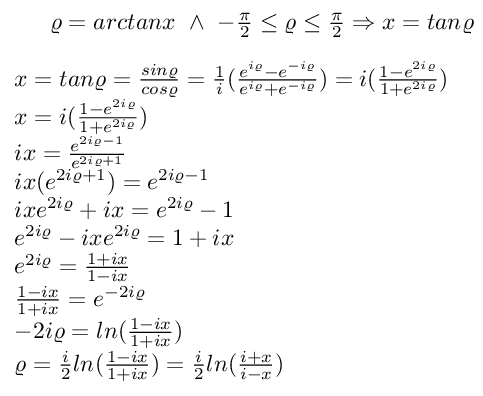 ϱ = arctanx ∧ −π/2 ≤ ϱ ≤ π/2 ⇒ x = tanϱ
x = tanϱ = sinϱ/cosϱ = 1/i((e^{iϱ}−e^{−iϱ})/(e^{iϱ}+e^{−iϱ})) = i((1−e^{2iϱ})/(1+e^{2iϱ}))
x = i((1−e^{2iϱ})/(1+e^{2iϱ}))
ix = e^{2iϱ−1}/e^{2iϱ+1}
ix(e^{2iϱ+1}) = e^{2iϱ−1}
ixe^{2iϱ} + ix = e^{2iϱ} − 1
e^{2iϱ} − ixe^{2iϱ} = 1 + ix
e^{2iϱ} = (1+ix)/(1−ix)
(1−ix)/(1+ix) = e^{−2iϱ}
−2iϱ = ln((1−ix)/(1+ix))
ϱ = i/2 ln((1−ix)/(1+ix)) = i/2 ln((i+x)/(i−x))